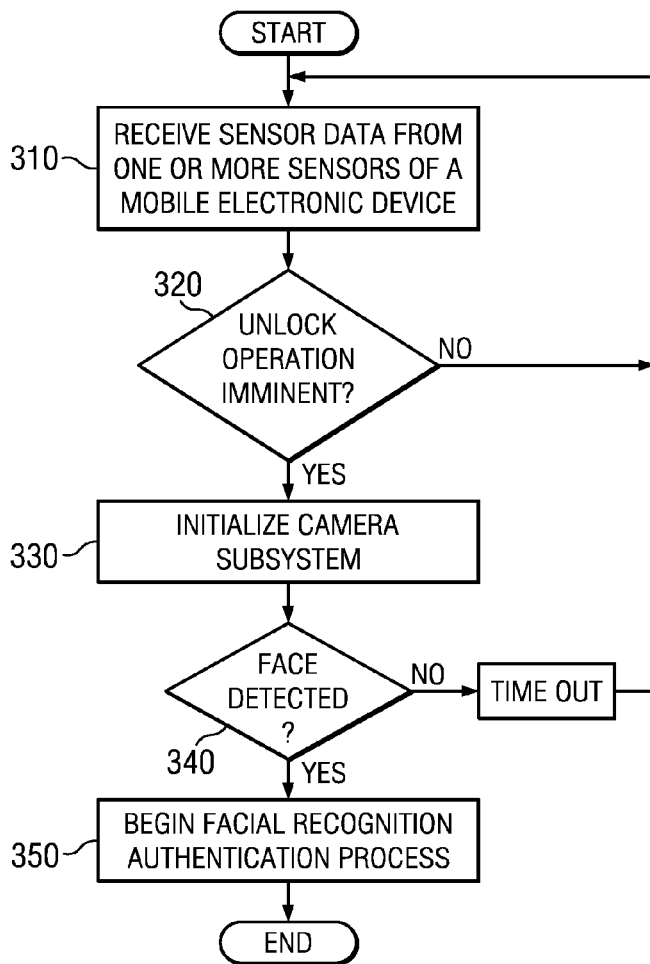 START
310
RECEIVE SENSOR DATA FROM
ONE OR MORE SENSORS OF A
MOBILE ELECTRONIC DEVICE
320
UNLOCK
OPERATION
IMMINENT?
NO
YES
330
INITIALIZE CAMERA
SUBSYSTEM
FACE
DETECTED
?
NO
TIME OUT
340
YES
350
BEGIN FACIAL RECOGNITION
AUTHENTICATION PROCESS
END